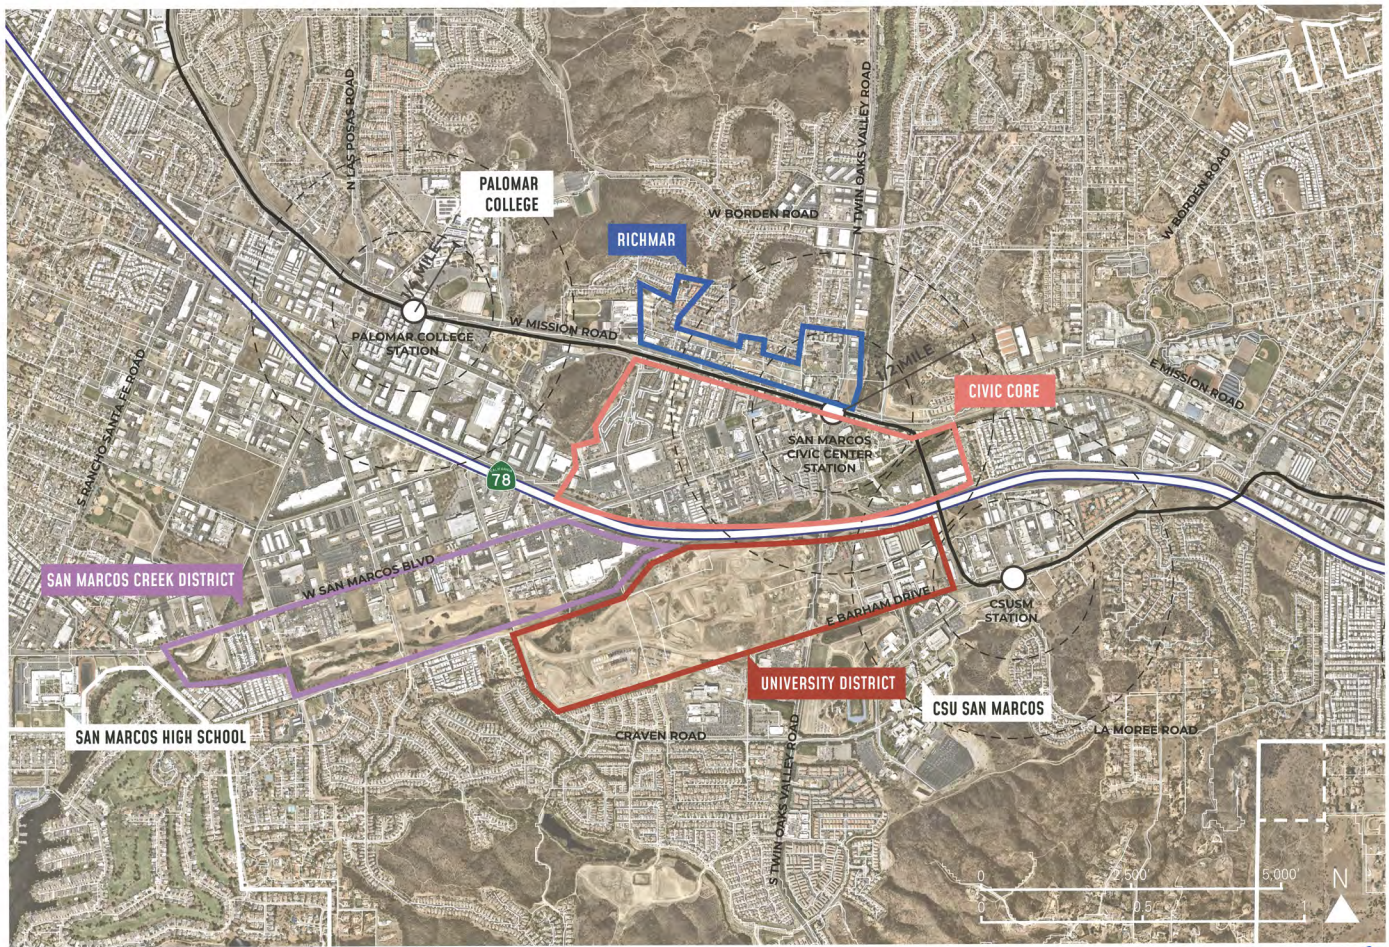 N LAS POSAS ROAD
N TWIN OAKS VALLEY ROAD
PALOMAR
COLLEGE
W BORDEN ROAD
W BORDEN ROAD
RICHMAR
1/2 MILE
W MISSION ROAD
PALOMAR COLLEGE
STATION
1/2 MILE
E MISSION ROAD
CIVIC CORE
S RANCHO SANTA FE ROAD
SAN MARCOS
CIVIC CENTER
STATION
78
W SAN MARCOS BLVD
SAN MARCOS CREEK DISTRICT
E BARHAM DRIVE
CSUSM
STATION
UNIVERSITY DISTRICT
CSU SAN MARCOS
SAN MARCOS HIGH SCHOOL
CRAVEN ROAD
LA MOREE ROAD
S TWIN OAKS VALLEY ROAD
0 2,500' 5,000'
0 0.5 1
N